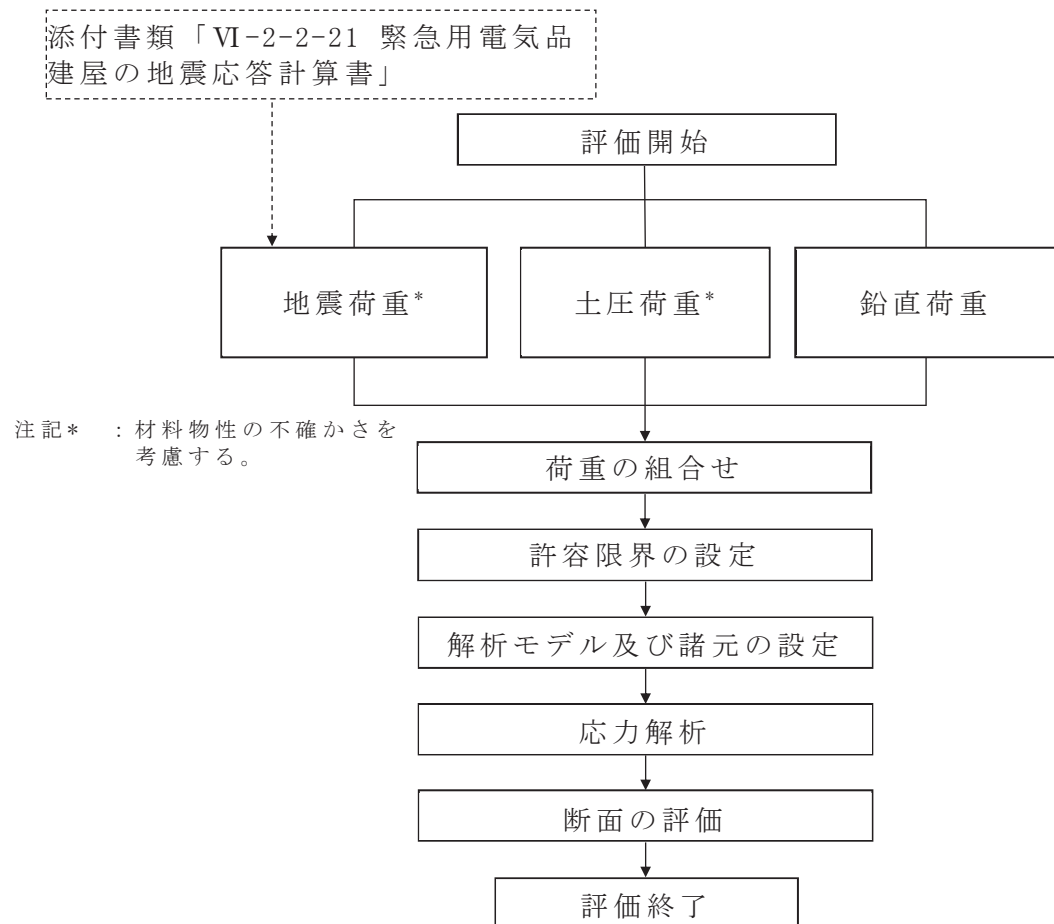 添付書類「Ⅵ-2-2-21 緊急用電気品
建屋の地震応答計算書」
評価開始
地震荷重*
土圧荷重*
鉛直荷重
注記* :材料物性の不確かさを
考慮する。
荷重の組合せ
許容限界の設定
解析モデル及び諸元の設定
応力解析
断面の評価
評価終了